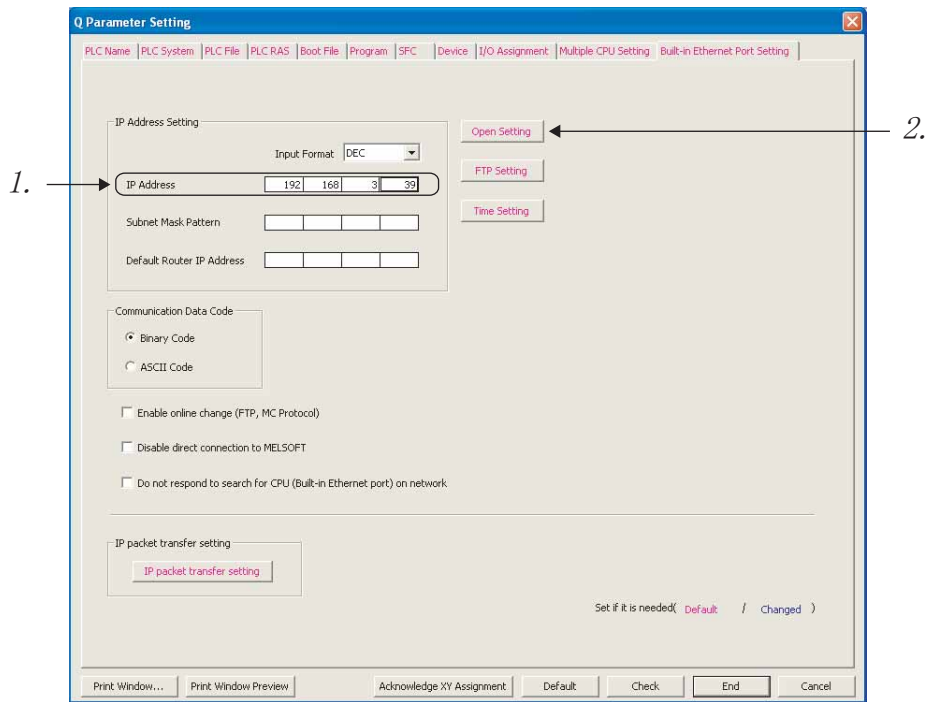 Q Parameter Setting
PLC Name PLC System PLC File PLC RAS Boot File Program SFC Device I/O Assignment Multiple CPU Setting Built-in Ethernet Port Setting
IP Address Setting
Input Format DEC
1. IP Address 192 168 3 39
Subnet Mask Pattern
Default Router IP Address
Open Setting 2.
FTP Setting
Time Setting
Communication Data Code
Binary Code
ASCII Code
Enable online change (FTP, MC Protocol)
Disable direct connection to MELSOFT
Do not respond to search for CPU (Built-in Ethernet port) on network
IP packet transfer setting
IP packet transfer setting
Set if it is needed( Default / Changed )
Print Window... Print Window Preview Acknowledge XY Assignment Default Check End Cancel